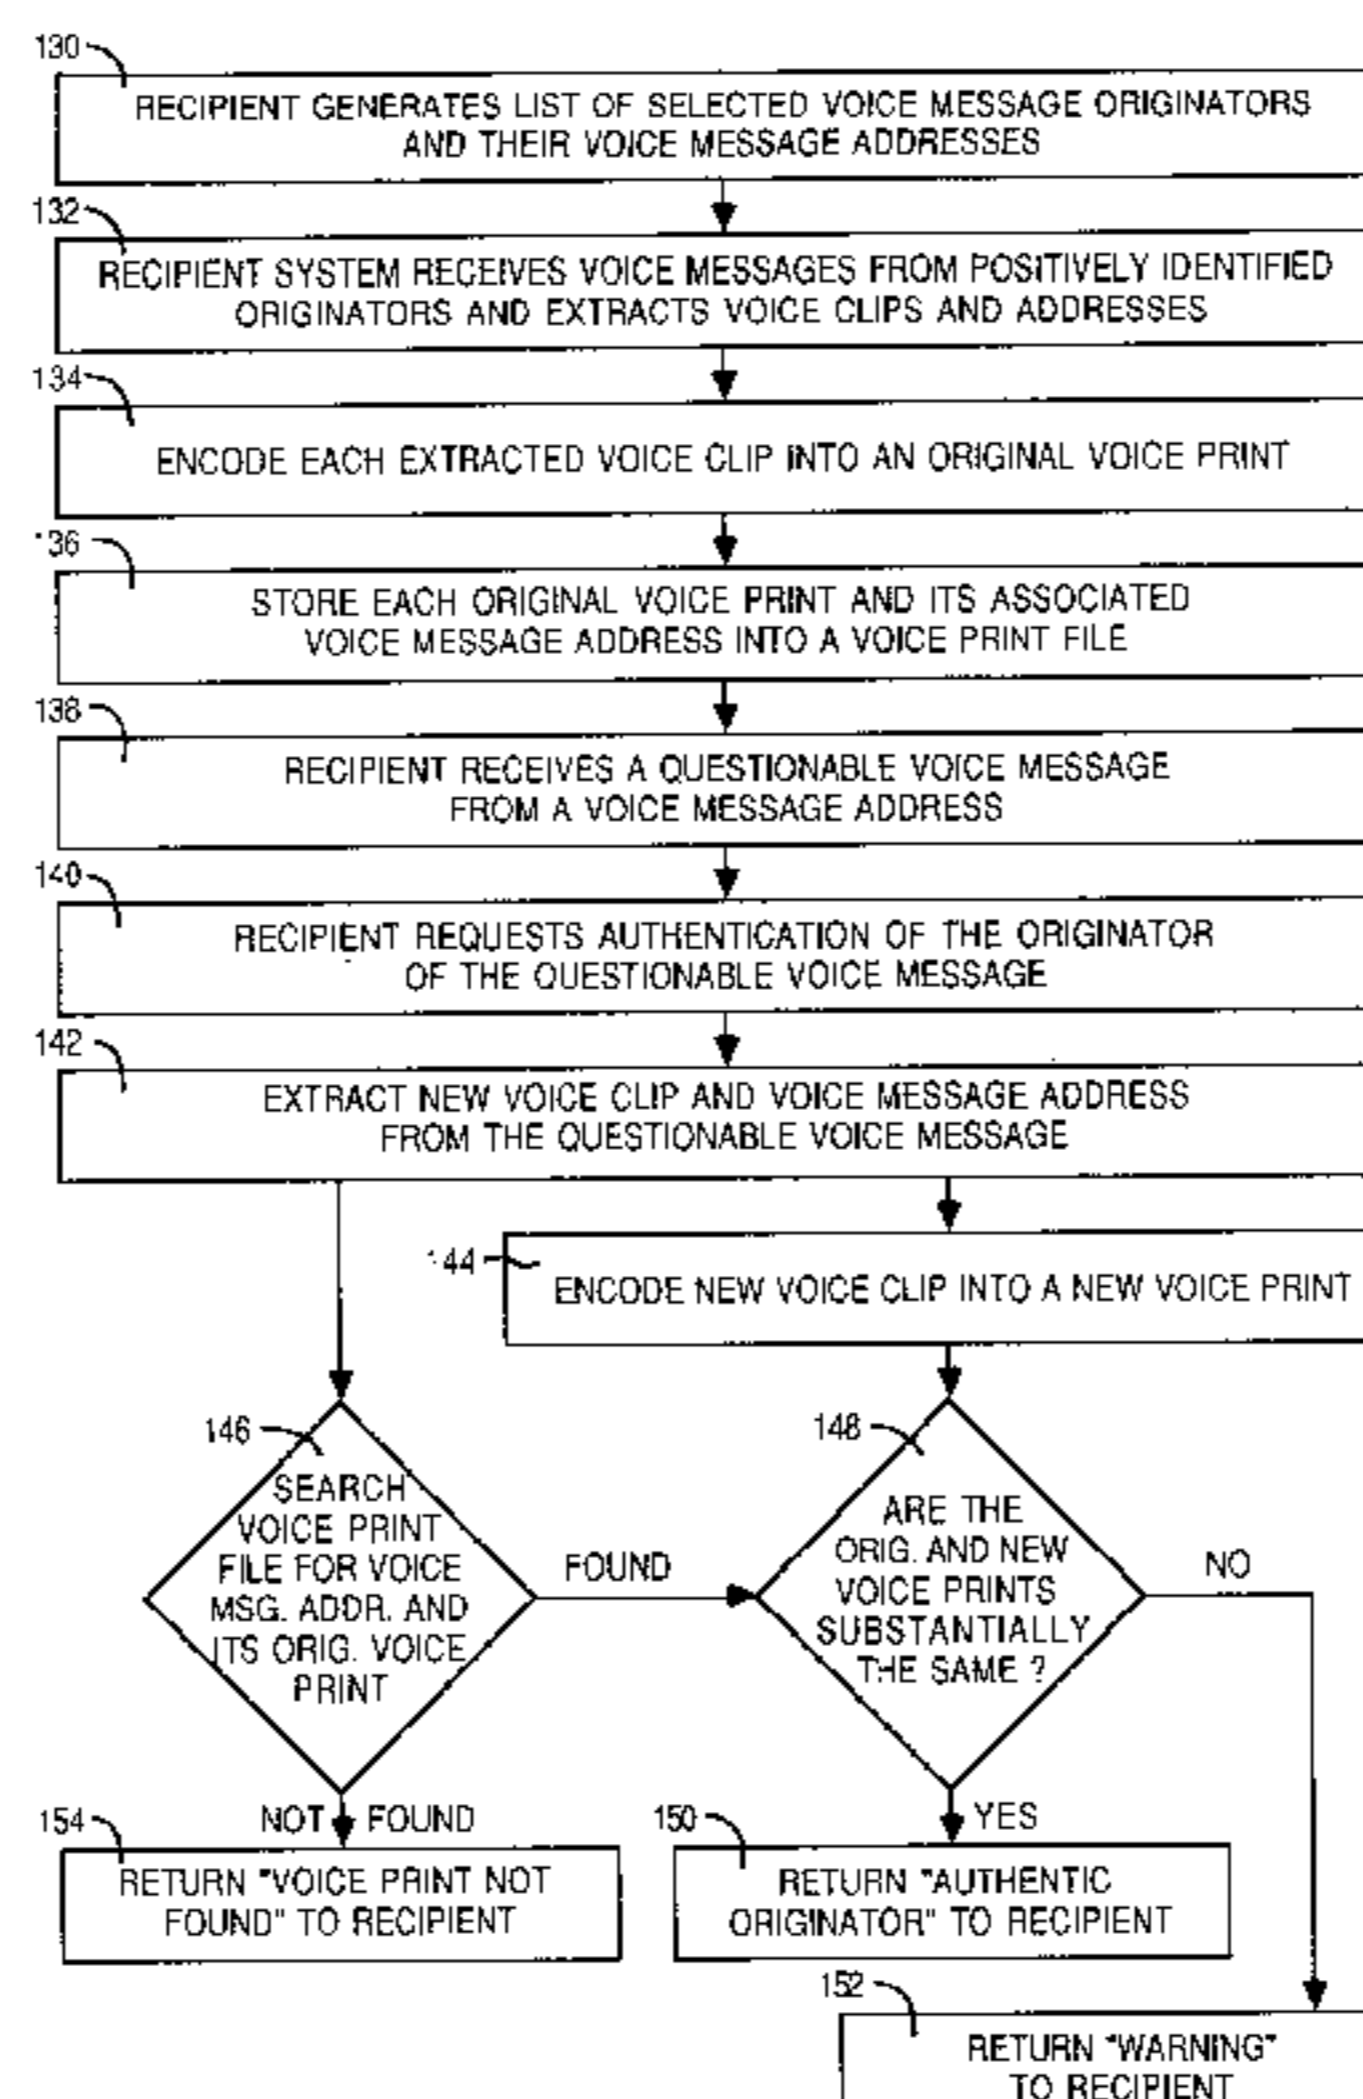 130
RECIPIENT GENERATES LIST OF SELECTED VOICE MESSAGE ORIGINATORS
AND THEIR VOICE MESSAGE ADDRESSES
132
RECIPIENT SYSTEM RECEIVES VOICE MESSAGES FROM POSITIVELY IDENTIFIED
ORIGINATORS AND EXTRACTS VOICE CLIPS AND ADDRESSES
134
ENCODE EACH EXTRACTED VOICE CLIP INTO AN ORIGINAL VOICE PRINT
136
STORE EACH ORIGINAL VOICE PRINT AND ITS ASSOCIATED
VOICE MESSAGE ADDRESS INTO A VOICE PRINT FILE
138
RECIPIENT RECEIVES A QUESTIONABLE VOICE MESSAGE
FROM A VOICE MESSAGE ADDRESS
140
RECIPIENT REQUESTS AUTHENTICATION OF THE ORIGINATOR
OF THE QUESTIONABLE VOICE MESSAGE
142
EXTRACT NEW VOICE CLIP AND VOICE MESSAGE ADDRESS
FROM THE QUESTIONABLE VOICE MESSAGE
144
ENCODE NEW VOICE CLIP INTO A NEW VOICE PRINT
146
SEARCH
VOICE PRINT
FILE FOR VOICE
MSG. ADDR. AND
ITS ORIG. VOICE
PRINT
FOUND
148
ARE THE
ORIG. AND NEW
VOICE PRINTS
SUBSTANTIALLY
THE SAME ?
NO
NOT FOUND
YES
154
RETURN "VOICE PRINT NOT
FOUND" TO RECIPIENT
150
RETURN "AUTHENTIC
ORIGINATOR" TO RECIPIENT
152
RETURN "WARNING"
TO RECIPIENT